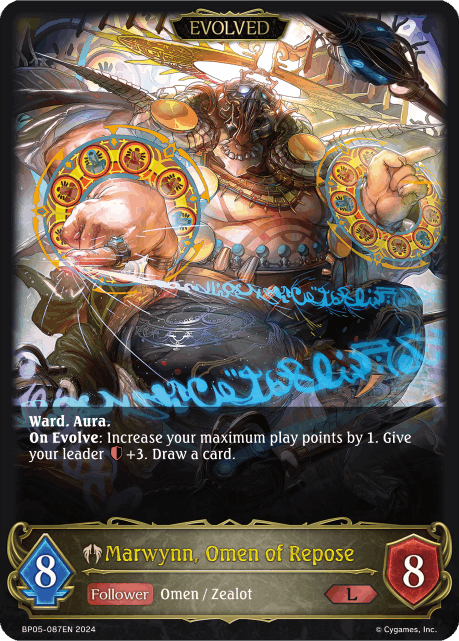 EVOLVED
Ward. Aura.
On Evolve: Increase your maximum play points by 1. Give
your leader +3. Draw a card.
Marwynn, Omen of Repose
8
Follower Omen / Zealot
L
8
BP05-087EN 2024
© Cygames, Inc.